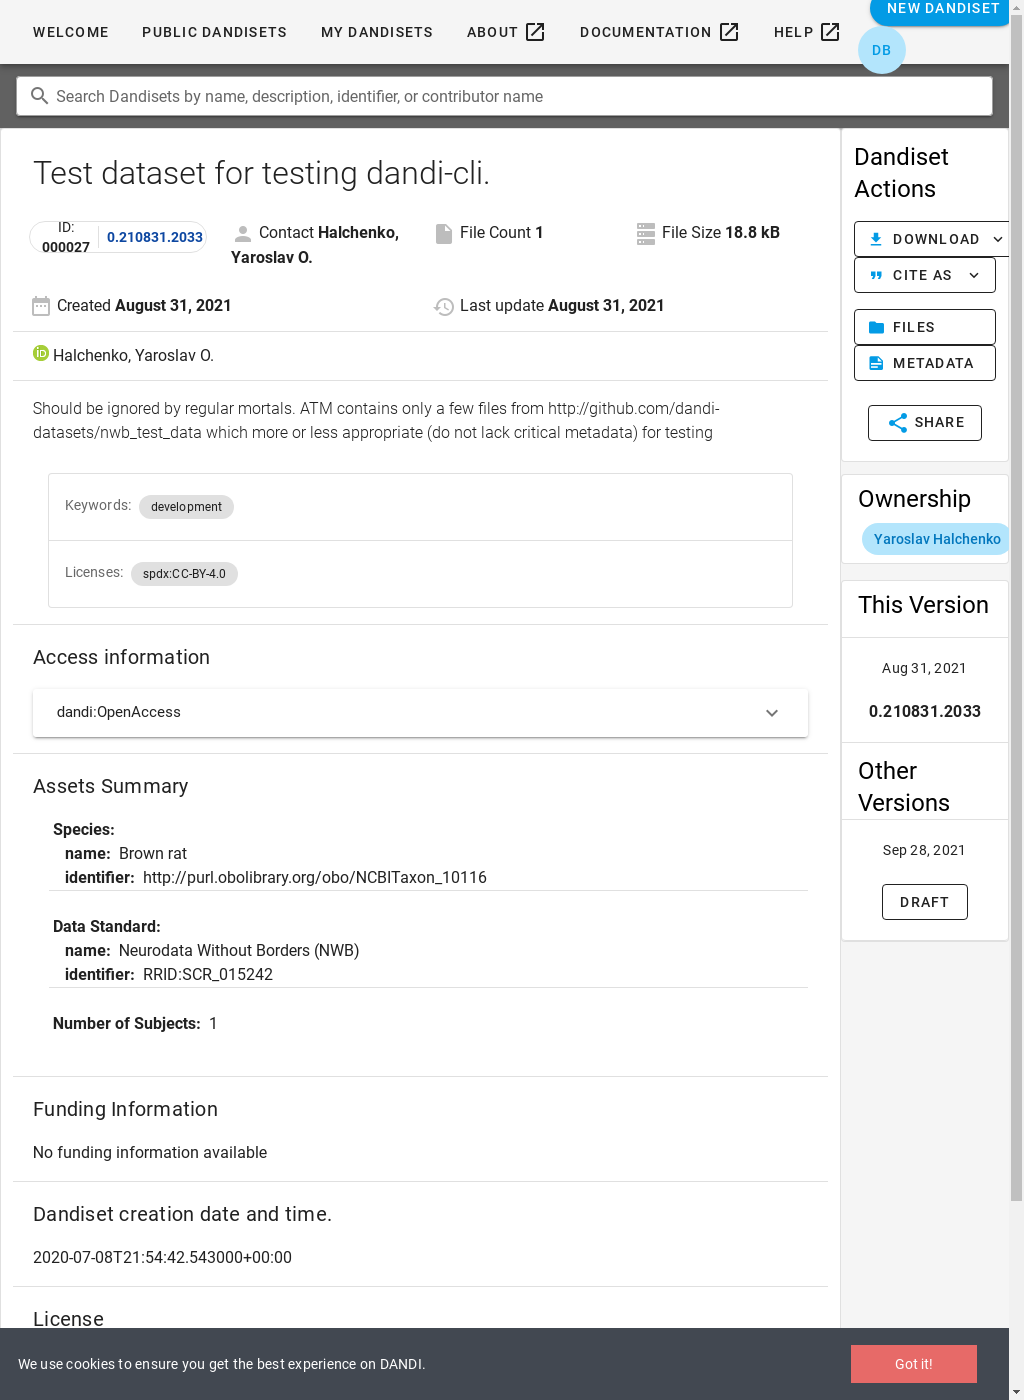 WELCOME PUBLIC DANDISETS MY DANDISETS ABOUT DOCUMENTATION HELP NEW DANDISET
DB
Search Dandisets by name, description, identifier, or contributor name
Test dataset for testing dandi-cli.
ID: 000027 0.210831.2033
Contact Halchenko,
Yaroslav O.
File Count 1
File Size 18.8 kB
Created August 31, 2021
Last update August 31, 2021
iD Halchenko, Yaroslav O.
Should be ignored by regular mortals. ATM contains only a few files from http://github.com/dandi-
datasets/nwb_test_data which more or less appropriate (do not lack critical metadata) for testing
Keywords: development
Licenses: spdx:CC-BY-4.0
Access information
dandi:OpenAccess
Assets Summary
Species:
name: Brown rat
identifier: http://purl.obolibrary.org/obo/NCBITaxon_10116
Data Standard:
name: Neurodata Without Borders (NWB)
identifier: RRID:SCR_015242
Number of Subjects: 1
Funding Information
No funding information available
Dandiset creation date and time.
2020-07-08T21:54:42.543000+00:00
License
Dandiset
Actions
DOWNLOAD
CITE AS
FILES
METADATA
SHARE
Ownership
Yaroslav Halchenko
This Version
Aug 31, 2021
0.210831.2033
Other
Versions
Sep 28, 2021
DRAFT
We use cookies to ensure you get the best experience on DANDI.
Got it!